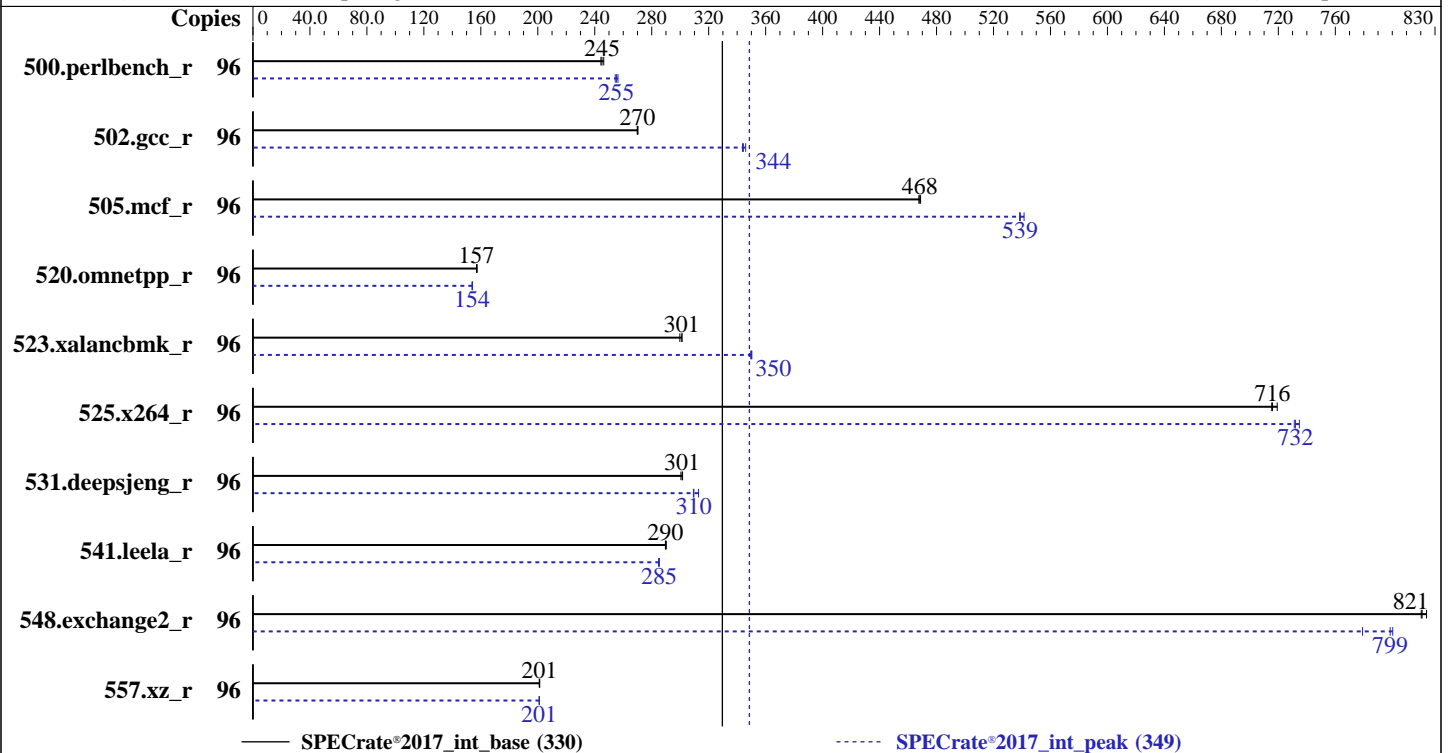 Copies 0 40.0 80.0 120 160 200 240 280 320 360 400 440 480 520 560 600 640 680 720 760 830
500.perlbench_r 96 245
255
502.gcc_r 96 270
344
505.mcf_r 96 468
539
520.omnetpp_r 96 157
154
523.xalancbmk_r 96 301
350
525.x264_r 96 716
732
531.deepsjeng_r 96 301
310
541.leela_r 96 290
285
548.exchange2_r 96 821
799
557.xz_r 96 201
201
SPECrate®2017_int_base (330) SPECrate®2017_int_peak (349)